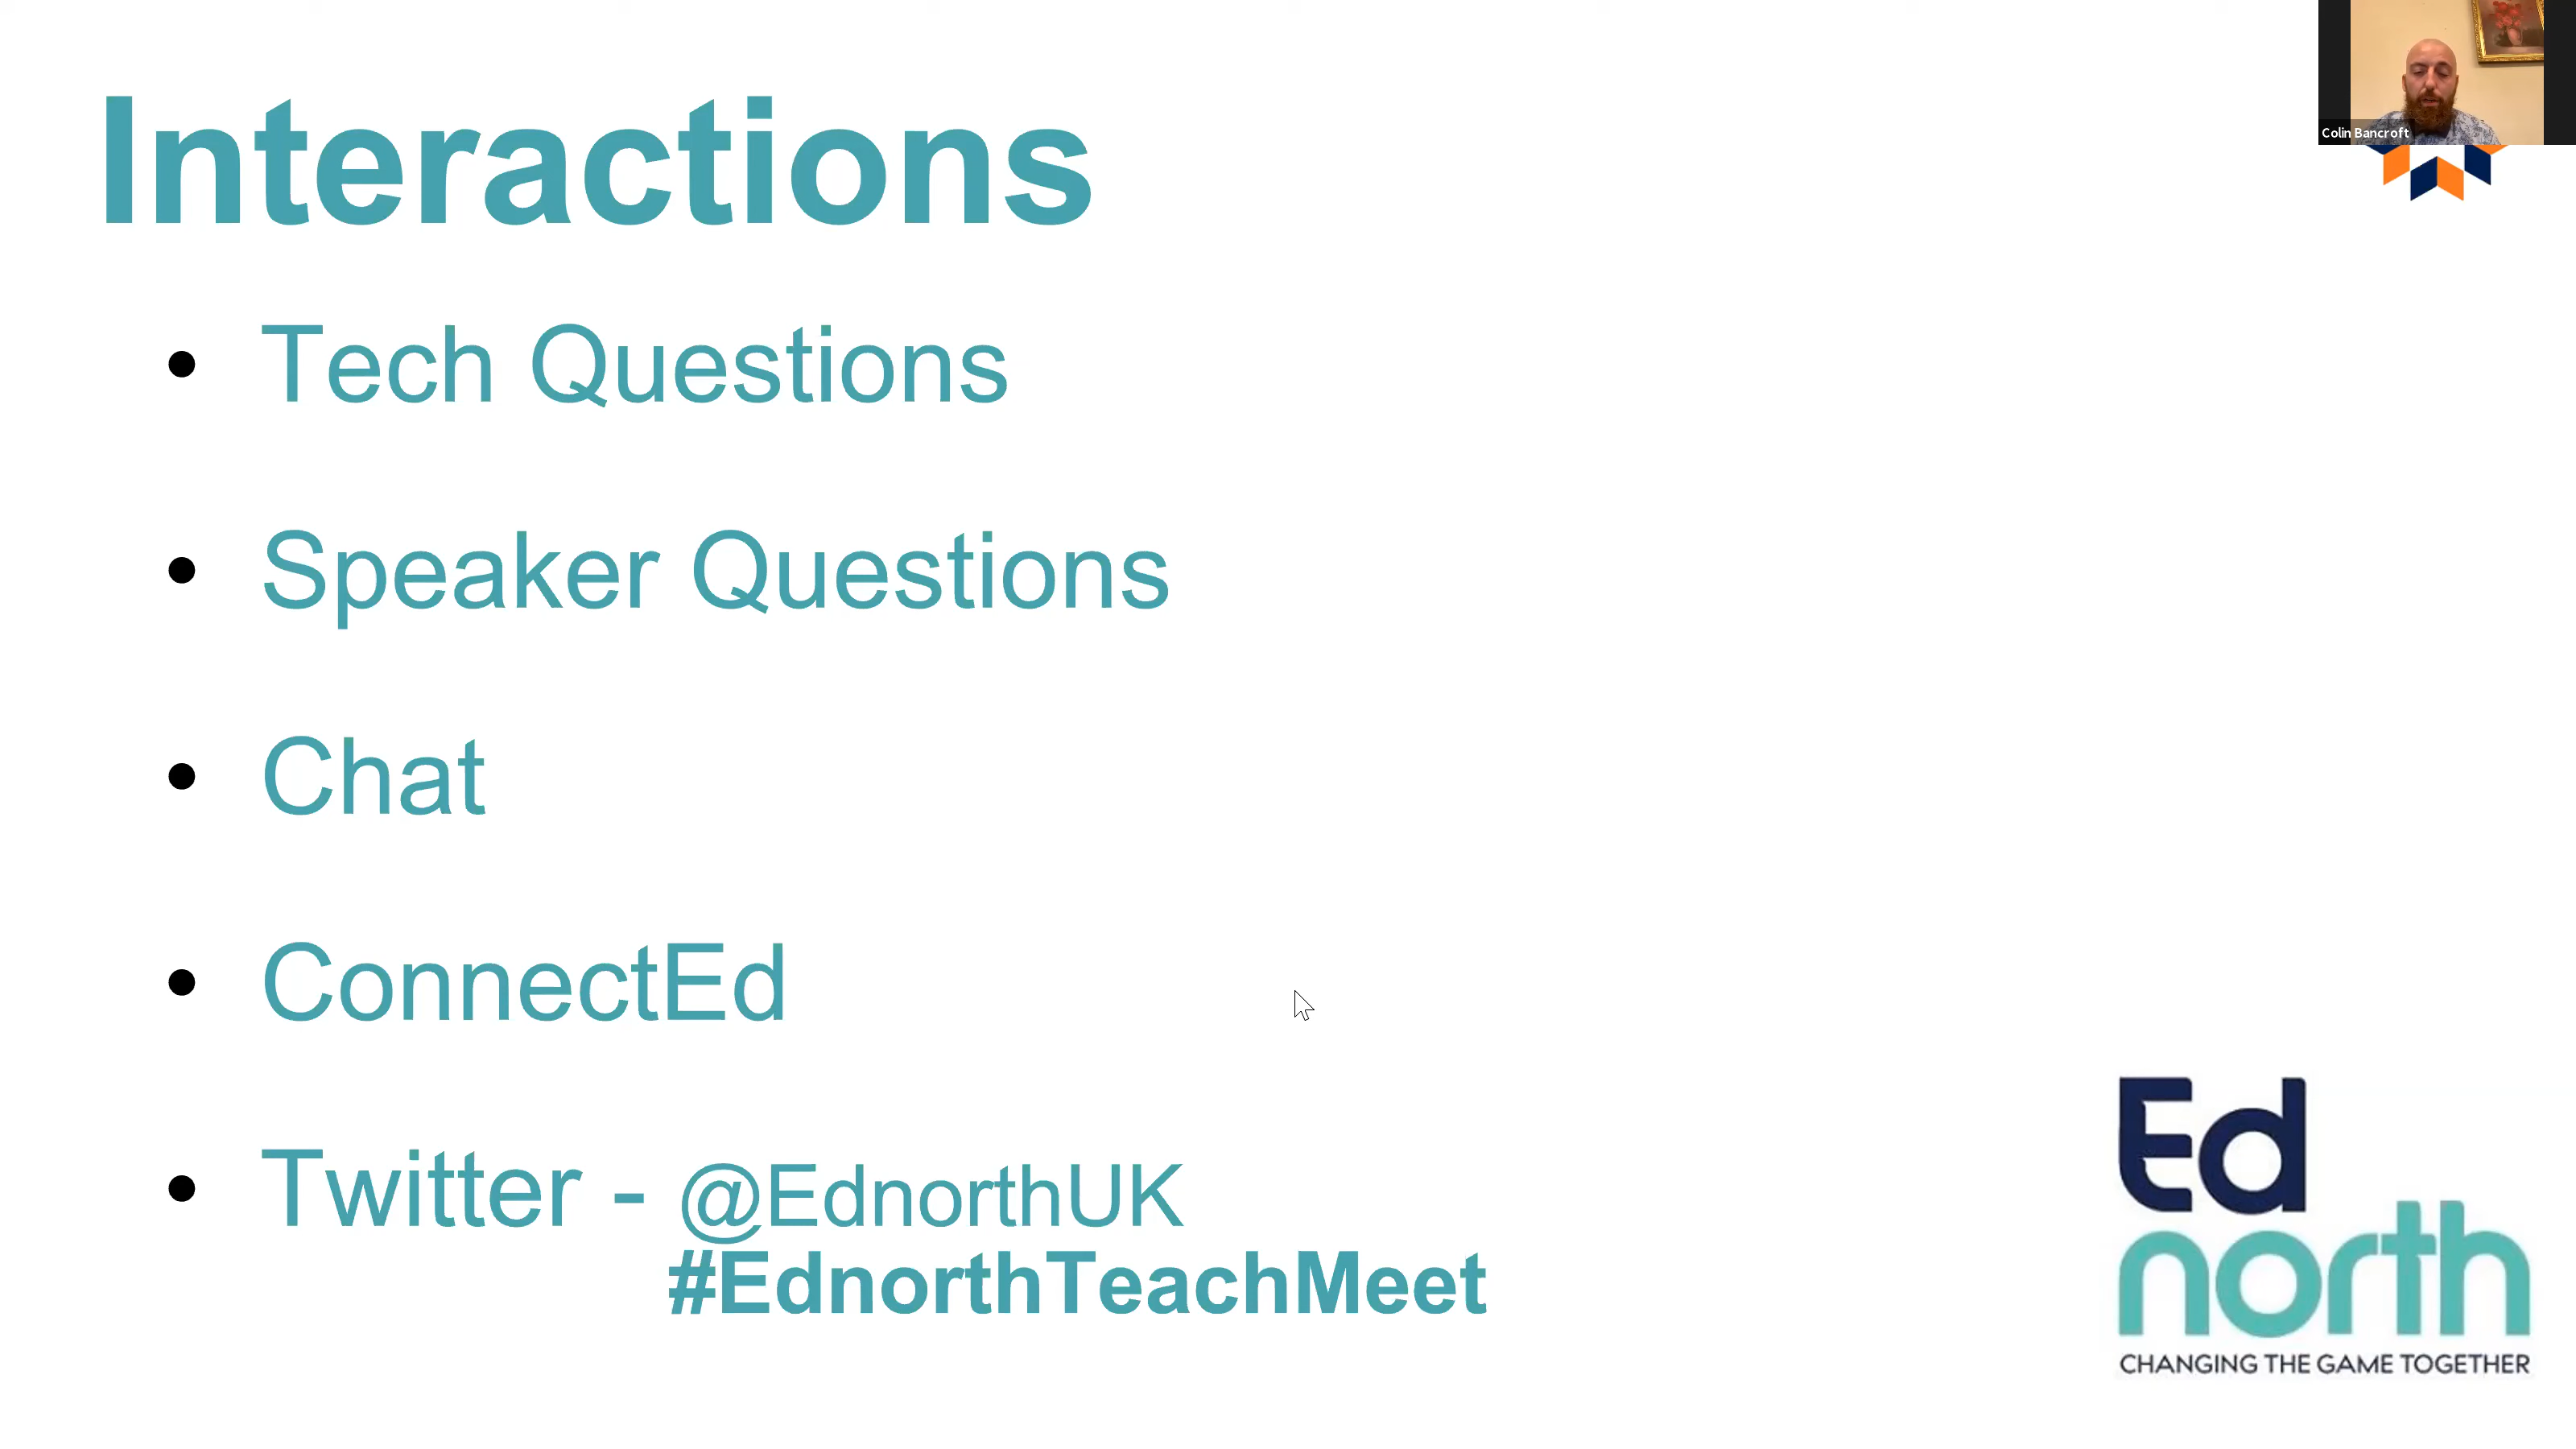 Interactions
Colin Bancroft
• Tech Questions
• Speaker Questions
• Chat
• ConnectEd
• Twitter - @EdnorthUK
#EdnorthTeachMeet
Ed
north
CHANGING THE GAME TOGETHER